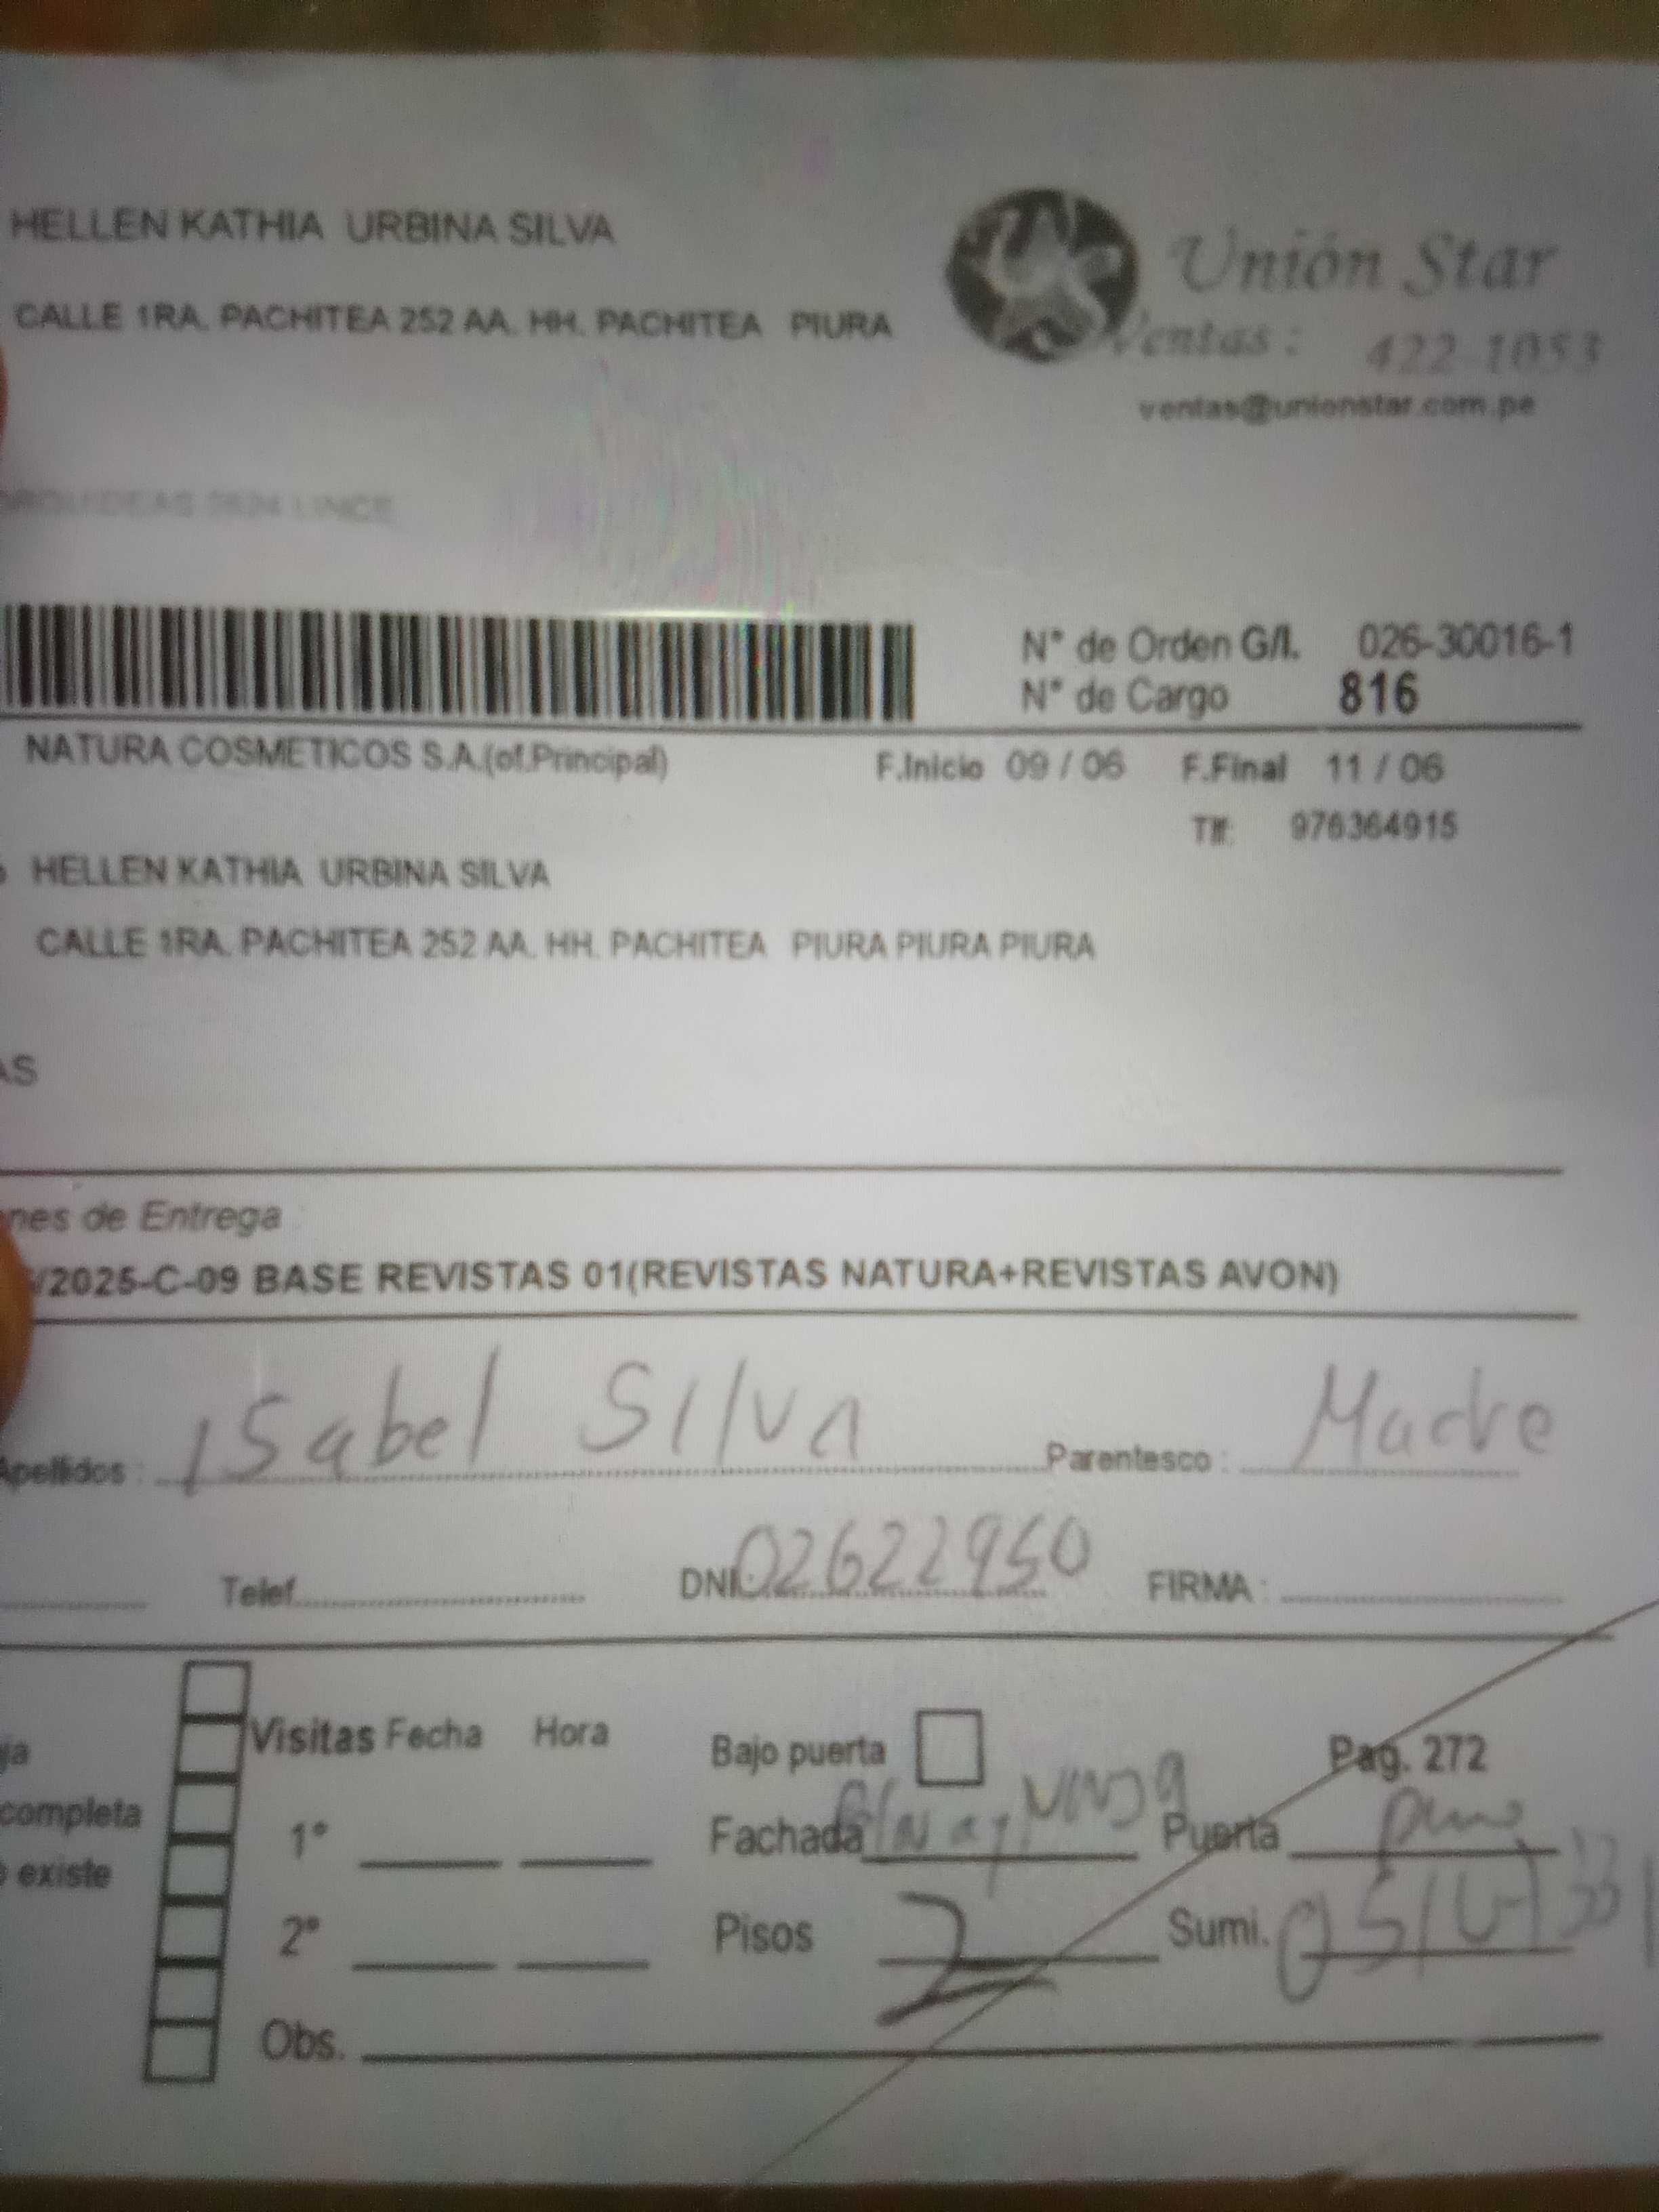 HELLEN KATHIA URBINA SILVA
Unión Star
CALLE 1RA. PACHITEA 252 AA. HH. PACHITEA PIURA
Ventas : 422-1053
ventas@unionstar.com.pe
LINCE
N° de Orden G/I. 026-30016-1
N° de Cargo 816
NATURA COSMETICOS S.A.(of.Principal) F.Inicio 09 / 06 F.Final 11 / 06
Tlf: 976364915
HELLEN KATHIA URBINA SILVA
CALLE 1RA. PACHITEA 252 AA. HH. PACHITEA PIURA PIURA PIURA
AS
nes de Entrega
/2025-C-09 BASE REVISTAS 01(REVISTAS NATURA+REVISTAS AVON)
Apellidos : Isabel Silva Parentesco : Madre
Telef. DNI 02622950 FIRMA :
Visitas Fecha Hora Bajo puerta Pag. 272
ja
completa
1° Fachada Puerta
existe
2° Pisos 2 Sumi.
Obs.